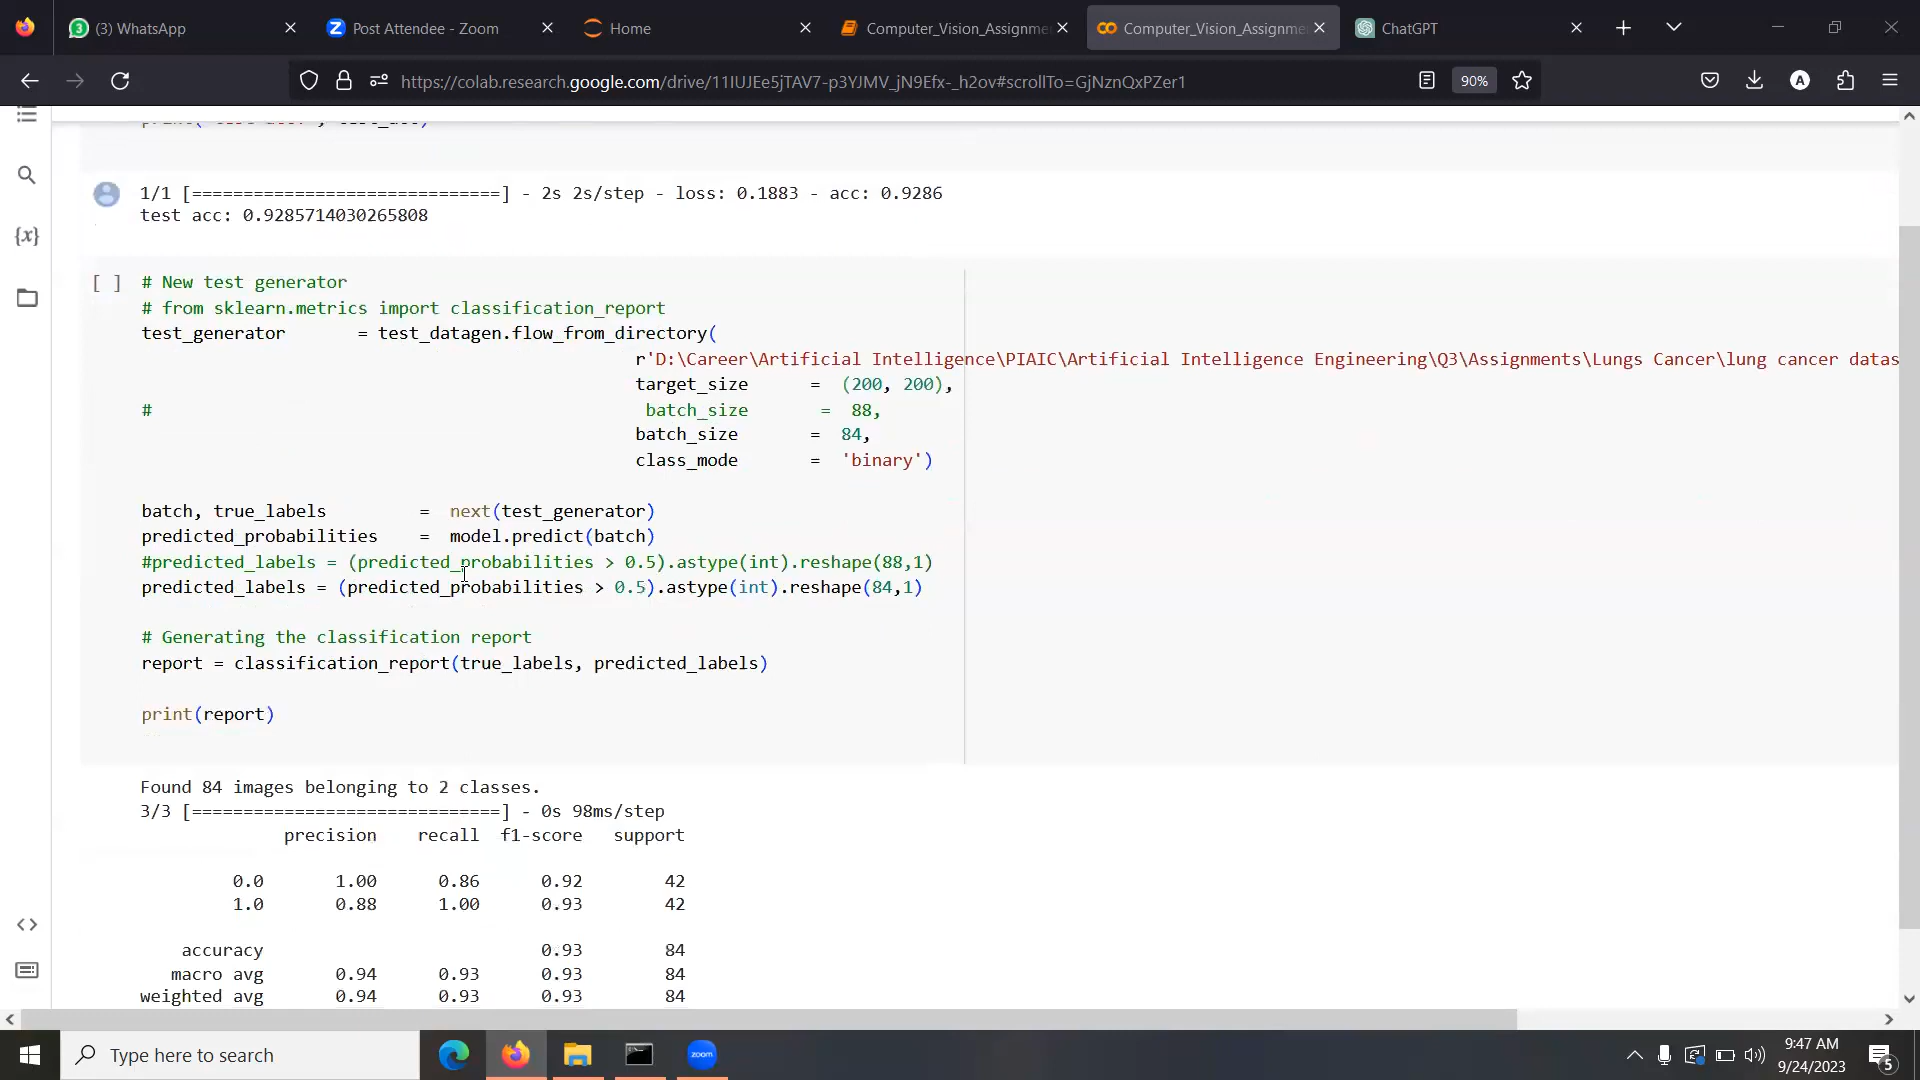 (3) WhatsApp
Post Attendee - Zoom
Home
Computer_Vision_Assignme
Computer_Vision_Assignme
ChatGPT
https://colab.research.google.com/drive/11IUJEe5jTAV7-p3YJMV_jN9Efx-_h2ov#scrollTo=GjNznQxPZer1
90%
A
{x}
1/1 [==============================] - 2s 2s/step - loss: 0.1883 - acc: 0.9286
test acc: 0.9285714030265808
[ ]
# New test generator
# from sklearn.metrics import classification_report
test_generator = test_datagen.flow_from_directory(
r'D:\Career\Artificial Intelligence\PIAIC\Artificial Intelligence Engineering\Q3\Assignments\Lungs Cancer\lung cancer datas
target_size = (200, 200),
# batch_size = 88,
batch_size = 84,
class_mode = 'binary')
batch, true_labels = next(test_generator)
predicted_probabilities = model.predict(batch)
#predicted_labels = (predicted_probabilities > 0.5).astype(int).reshape(88,1)
predicted_labels = (predicted_probabilities > 0.5).astype(int).reshape(84,1)
# Generating the classification report
report = classification_report(true_labels, predicted_labels)
print(report)
Found 84 images belonging to 2 classes.
3/3 [==============================] - 0s 98ms/step
precision recall f1-score support
0.0 1.00 0.86 0.92 42
1.0 0.88 1.00 0.93 42
accuracy 0.93 84
macro avg 0.94 0.93 0.93 84
weighted avg 0.94 0.93 0.93 84
Type here to search
zoom
9:47 AM
9/24/2023
5